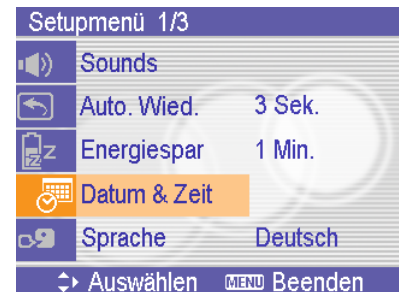 Setupmenü 1/3
Sounds
Auto. Wied. 3 Sek.
Energiespar 1 Min.
Datum & Zeit
Sprache Deutsch
Auswählen MENU Beenden